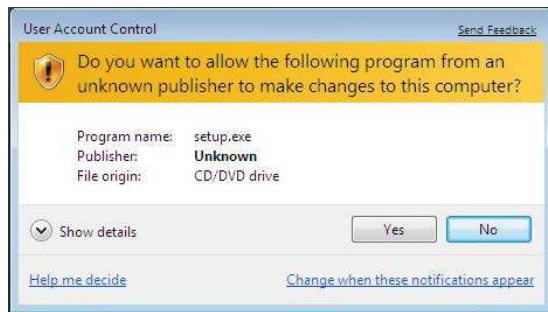 User Account Control
Send Feedback
Do you want to allow the following program from an
unknown publisher to make changes to this computer?
Program name: setup.exe
Publisher: Unknown
File origin: CD/DVD drive
Show details
Yes
No
Help me decide
Change when these notifications appear